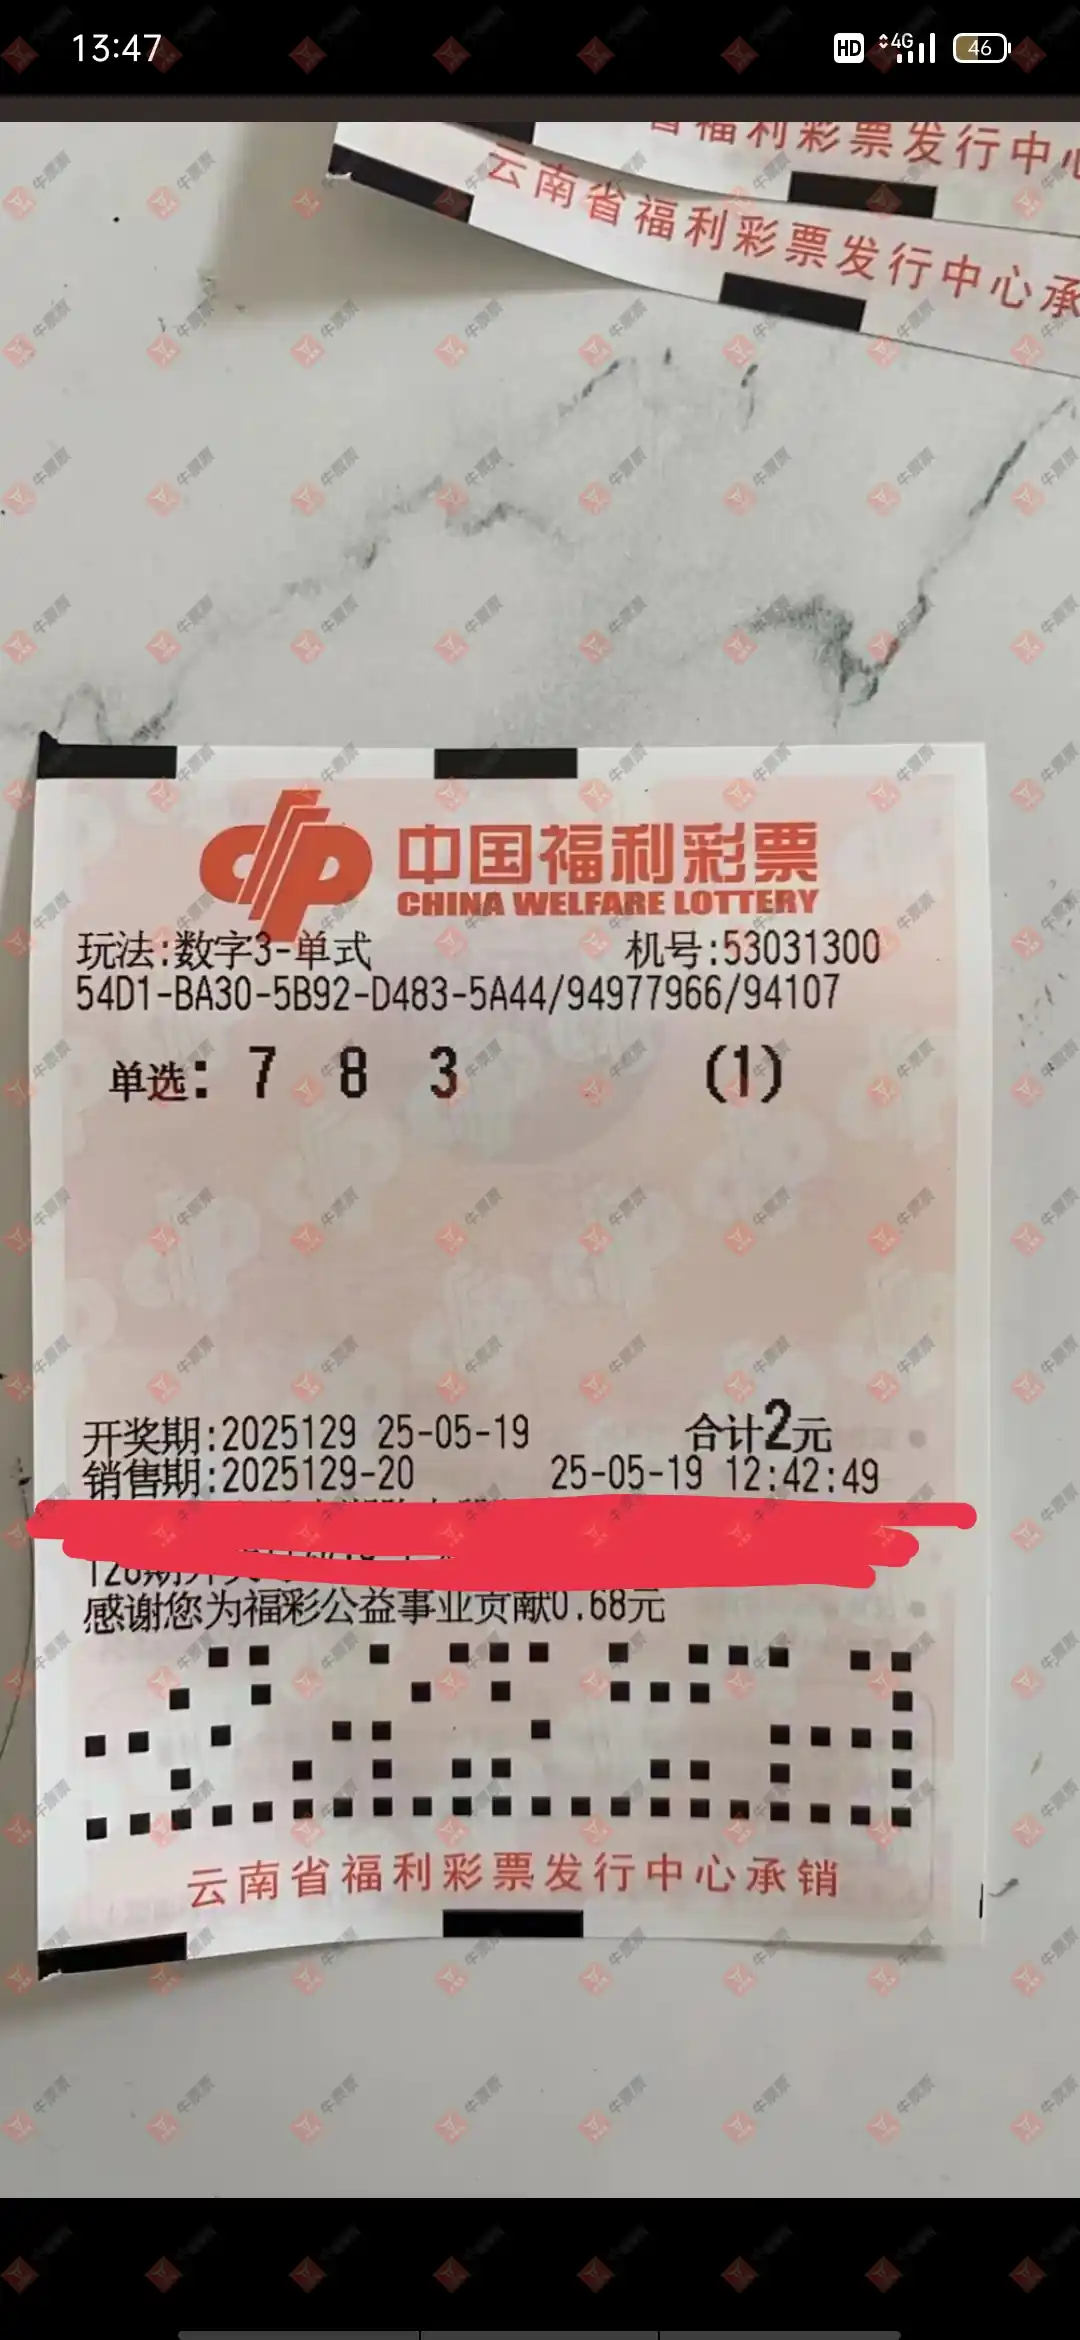 13:47
HD 4G 46
省福利彩票发行中心
云南省福利彩票发行中心承
中国福利彩票
CHINA WELFARE LOTTERY
玩法:数字3-单式 机号:53031300
54D1-BA30-5B92-D483-5A44/94977966/94107
单选: 7 8 3 (1)
开奖期:2025129 25-05-19 合计2元
销售期:2025129-20 25-05-19 12:42:49
感谢您为福彩公益事业贡献0.68元
云南省福利彩票发行中心承销
牛票票